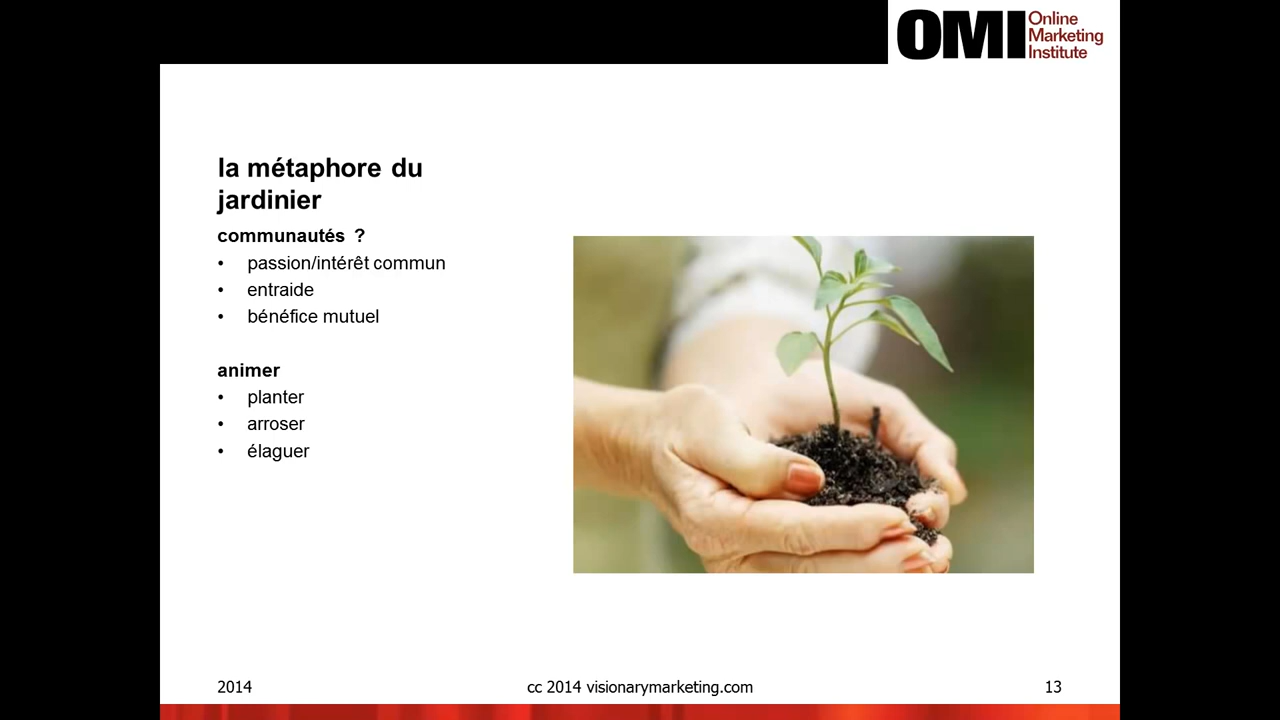 OMI Online
Marketing
Institute
la métaphore du
jardinier
communautés ?
• passion/intérêt commun
• entraide
• bénéfice mutuel
animer
• planter
• arroser
• élaguer
2014 cc 2014 visionarymarketing.com 13